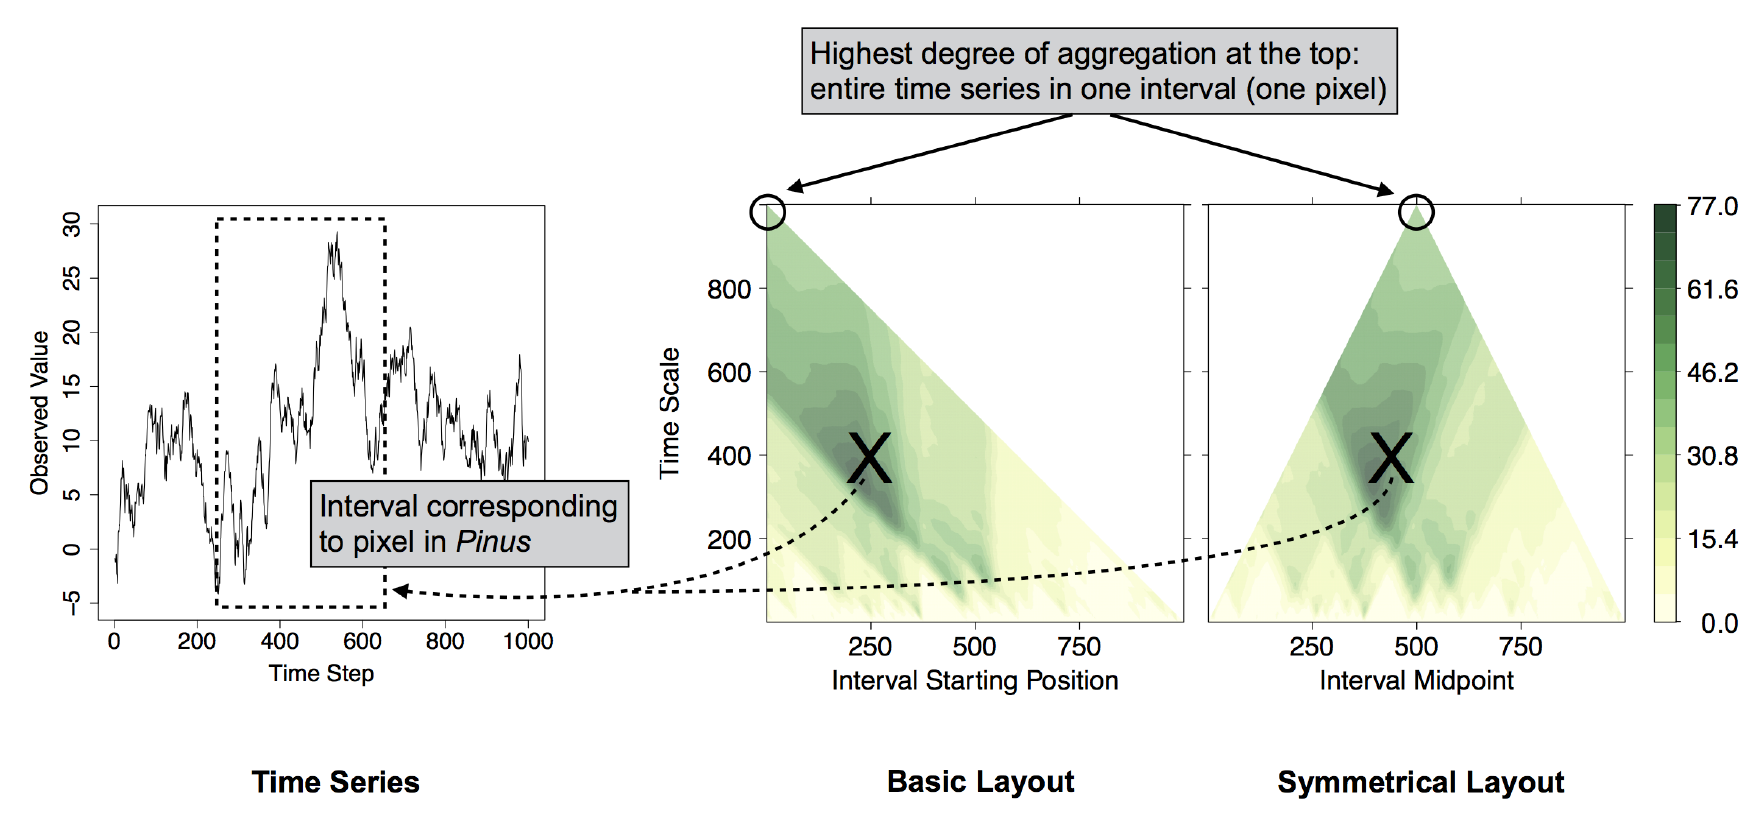 Highest degree of aggregation at the top:
entire time series in one interval (one pixel)
30
25
20
15
10
5
0
−5
Observed Value
0
200
400
600
800
1000
Time Step
Interval corresponding
to pixel in Pinus
Time Series
800
600
400
200
Time Scale
X
250
500
750
Interval Starting Position
Basic Layout
X
250
500
750
Interval Midpoint
Symmetrical Layout
77.0
61.6
46.2
30.8
15.4
0.0